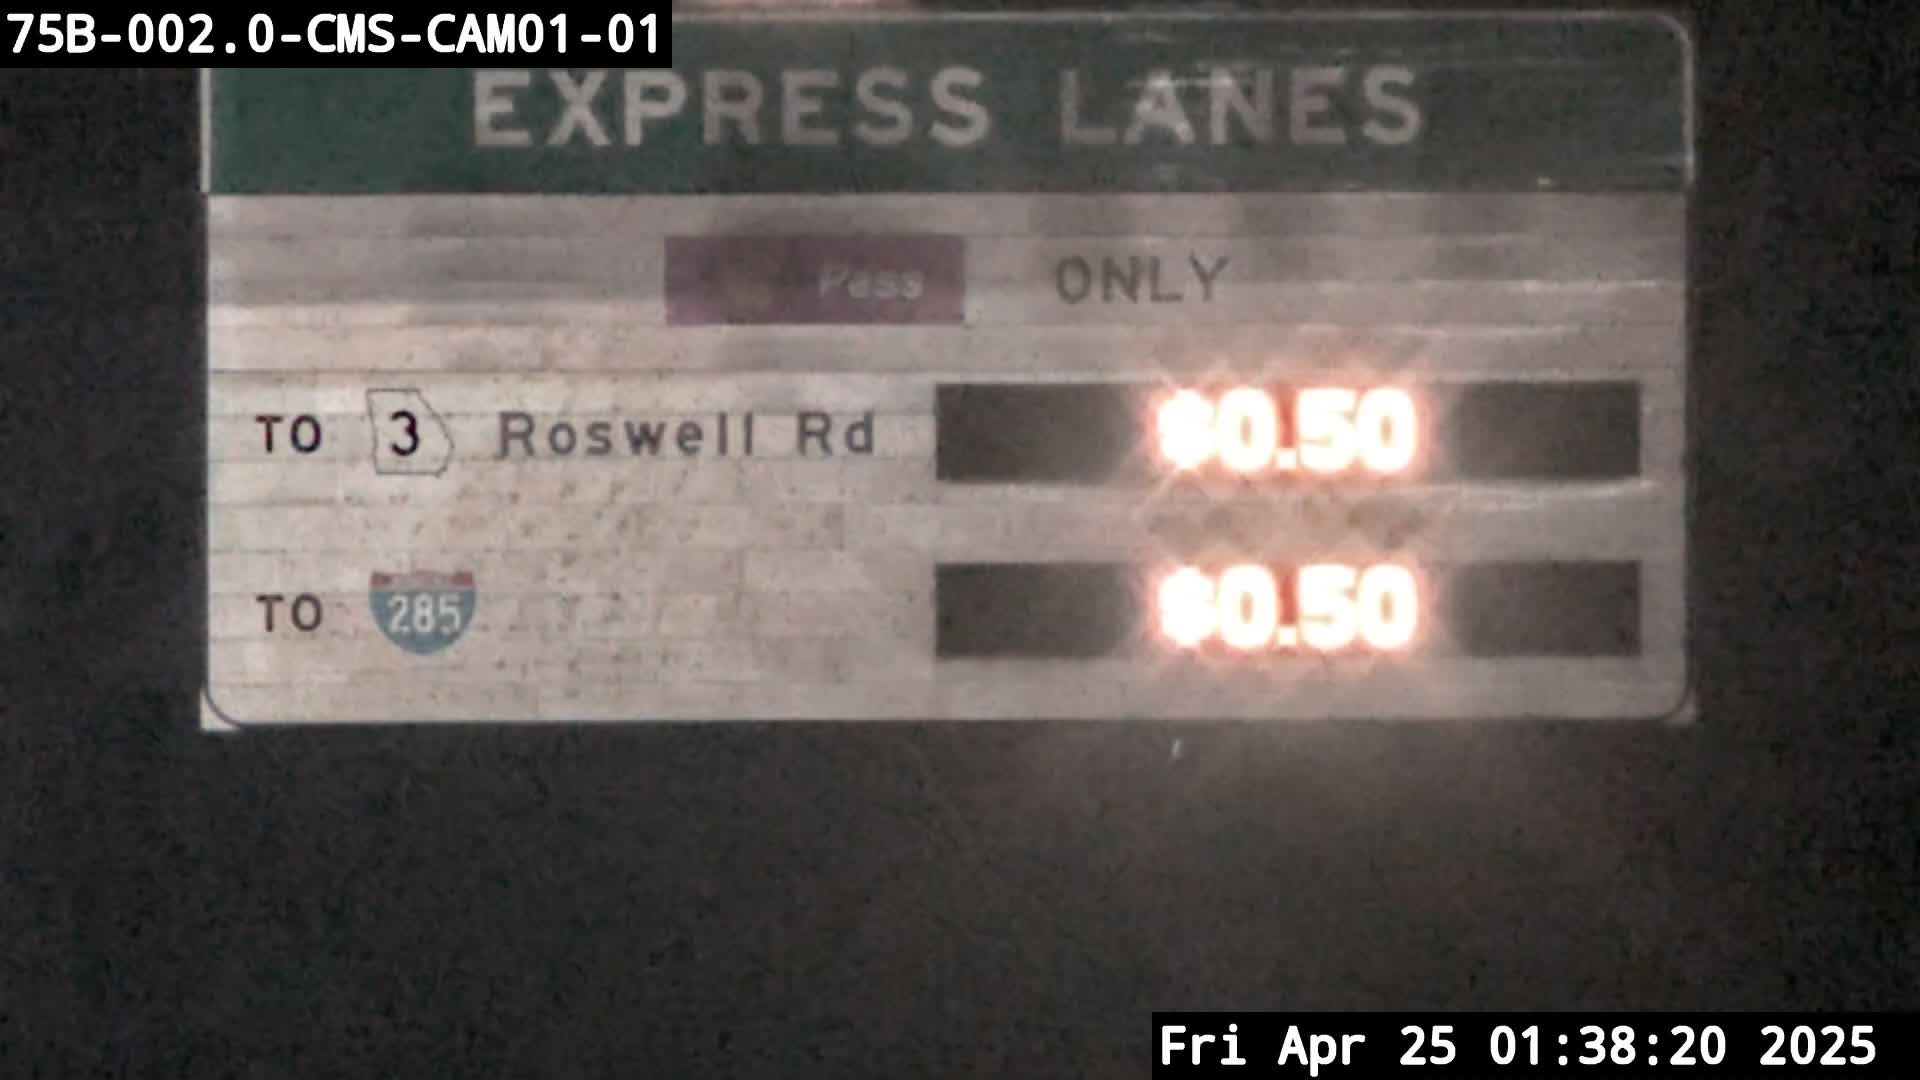 75B-002.0-CMS-CAM01-01
EXPRESS LANES
Pass ONLY
TO 3 Roswell Rd $0.50
TO 285 $0.50
Fri Apr 25 01:38:20 2025